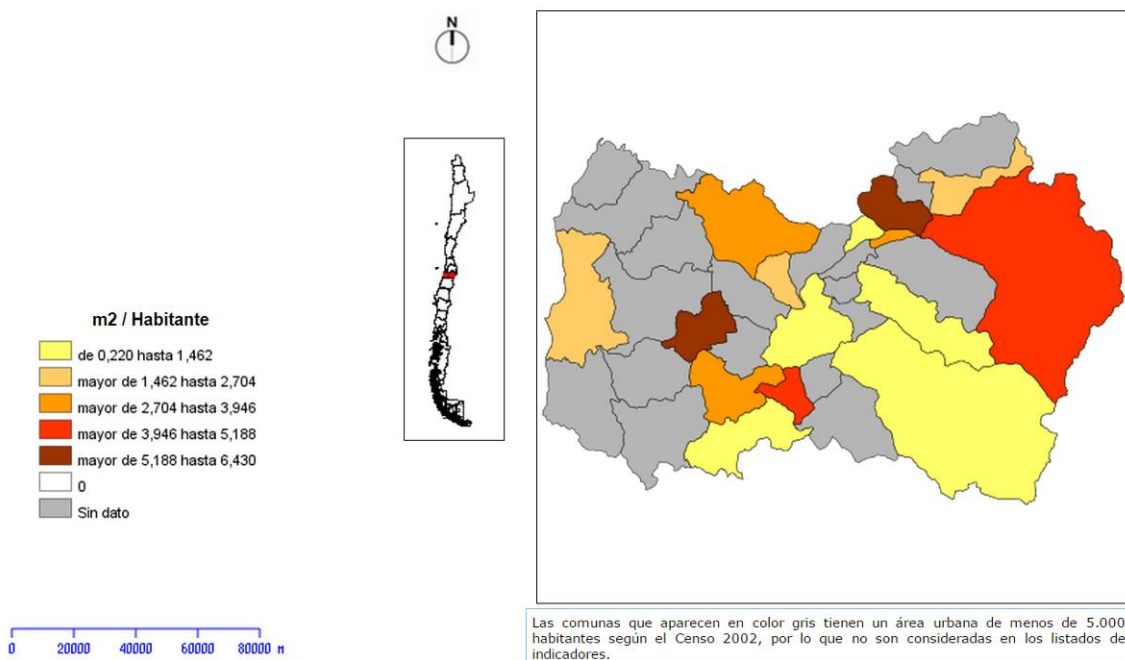 N
m2 / Habitante
de 0,220 hasta 1,462
mayor de 1,462 hasta 2,704
mayor de 2,704 hasta 3,946
mayor de 3,946 hasta 5,188
mayor de 5,188 hasta 6,430
0
Sin dato
0 20000 40000 60000 80000 m
Las comunas que aparecen en color gris tienen un área urbana de menos de 5.000
habitantes según el Censo 2002, por lo que no son consideradas en los listados de
indicadores.